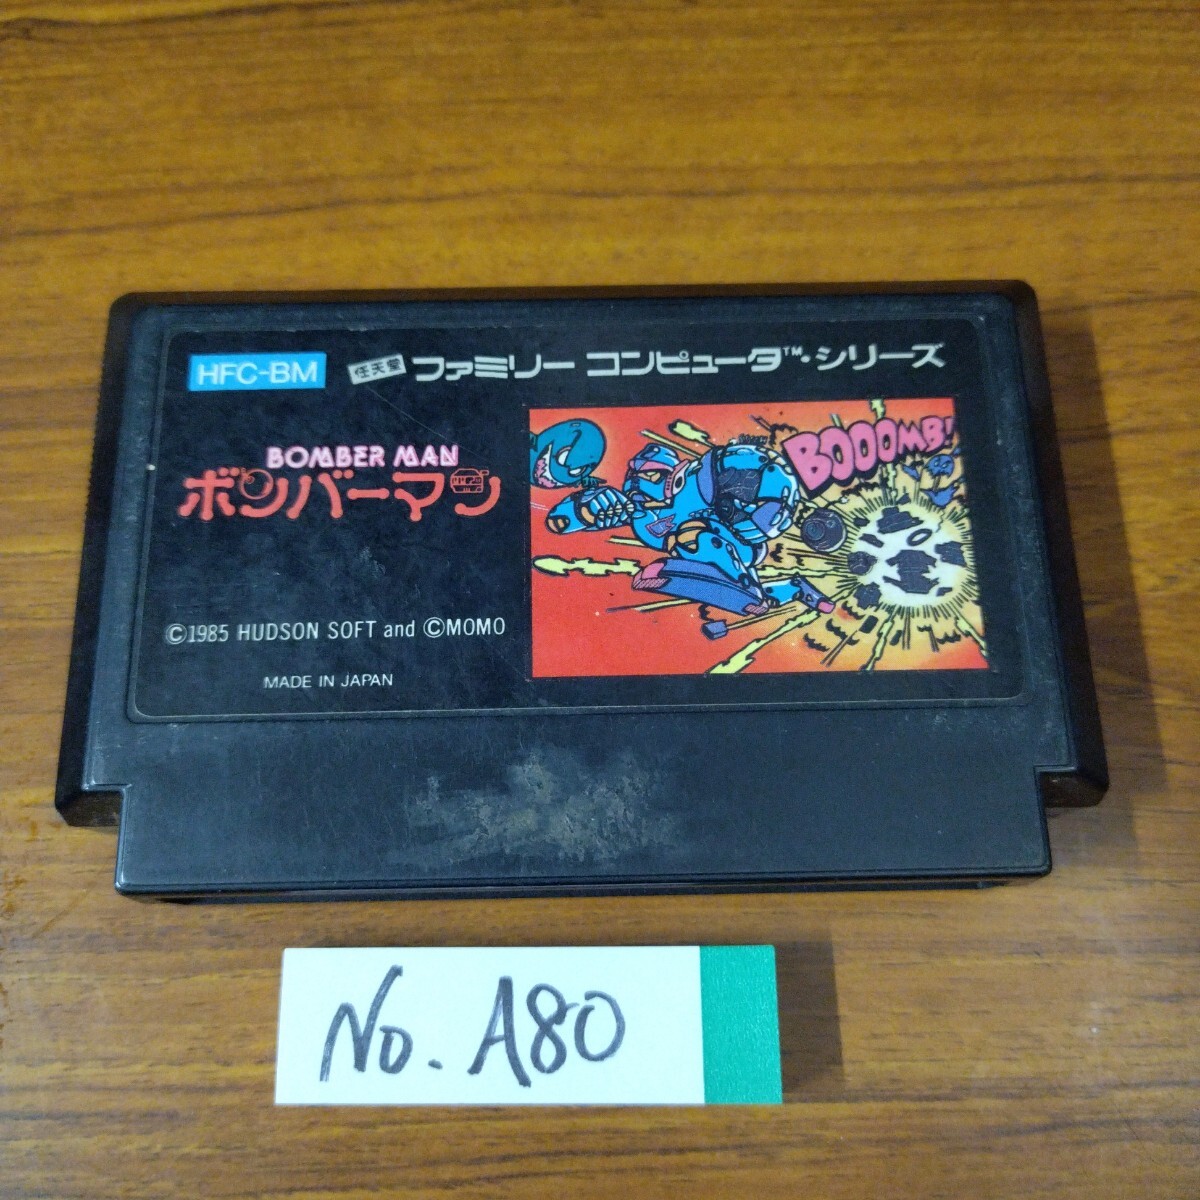 HFC-BM
任天堂 ファミリー コンピュータ™・シリーズ
BOMBER MAN
ボンバーマン
BOOOMB!
©1985 HUDSON SOFT and ©MOMO
MADE IN JAPAN
No. A80